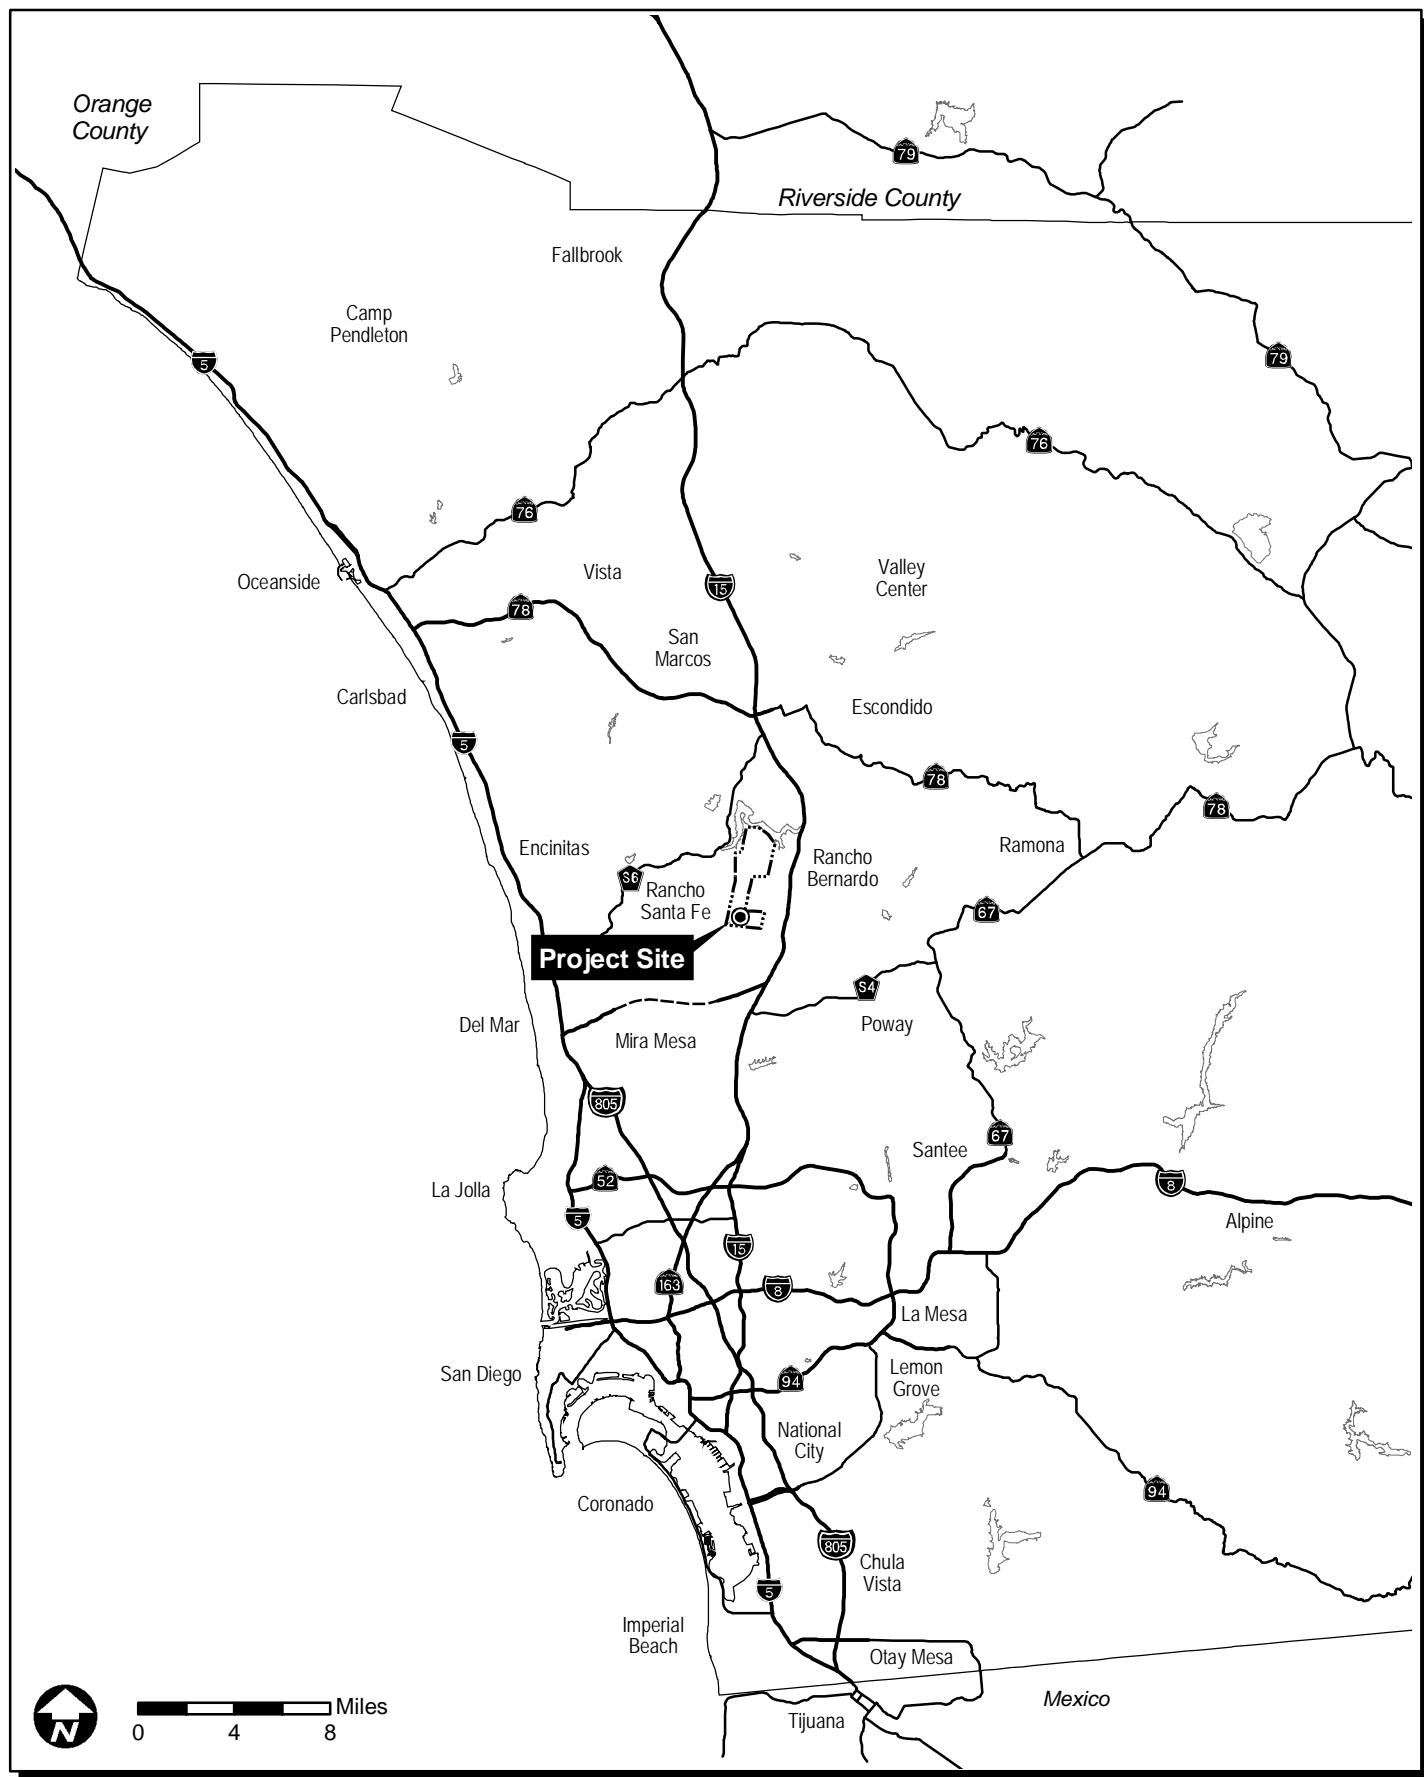 Orange
County
79
Riverside County
Fallbrook
Camp
Pendleton
5
79
76
76
Oceanside
Vista
15
Valley
Center
78
San
Marcos
Carlsbad
Escondido
5
78
78
Encinitas
Ramona
Rancho
Bernardo
S6
Rancho
Santa Fe
67
Project Site
S4
Del Mar
Poway
Mira Mesa
805
67
Santee
52
La Jolla
8
5
Alpine
15
163
8
La Mesa
San Diego
94
Lemon
Grove
National
City
94
Coronado
805
Chula
Vista
5
Imperial
Beach
Otay Mesa
Mexico
Tijuana
N
Miles
0 4 8